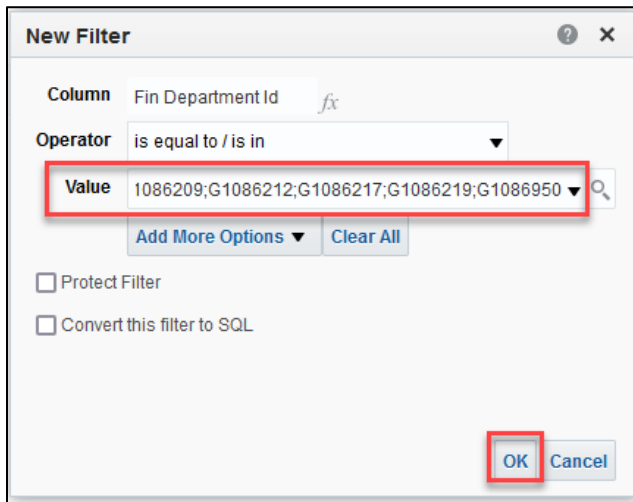 New Filter
Column Fin Department Id fx
Operator is equal to / is in
Value 1086209;G1086212;G1086217;G1086219;G1086950
Add More Options Clear All
Protect Filter
Convert this filter to SQL
OK Cancel